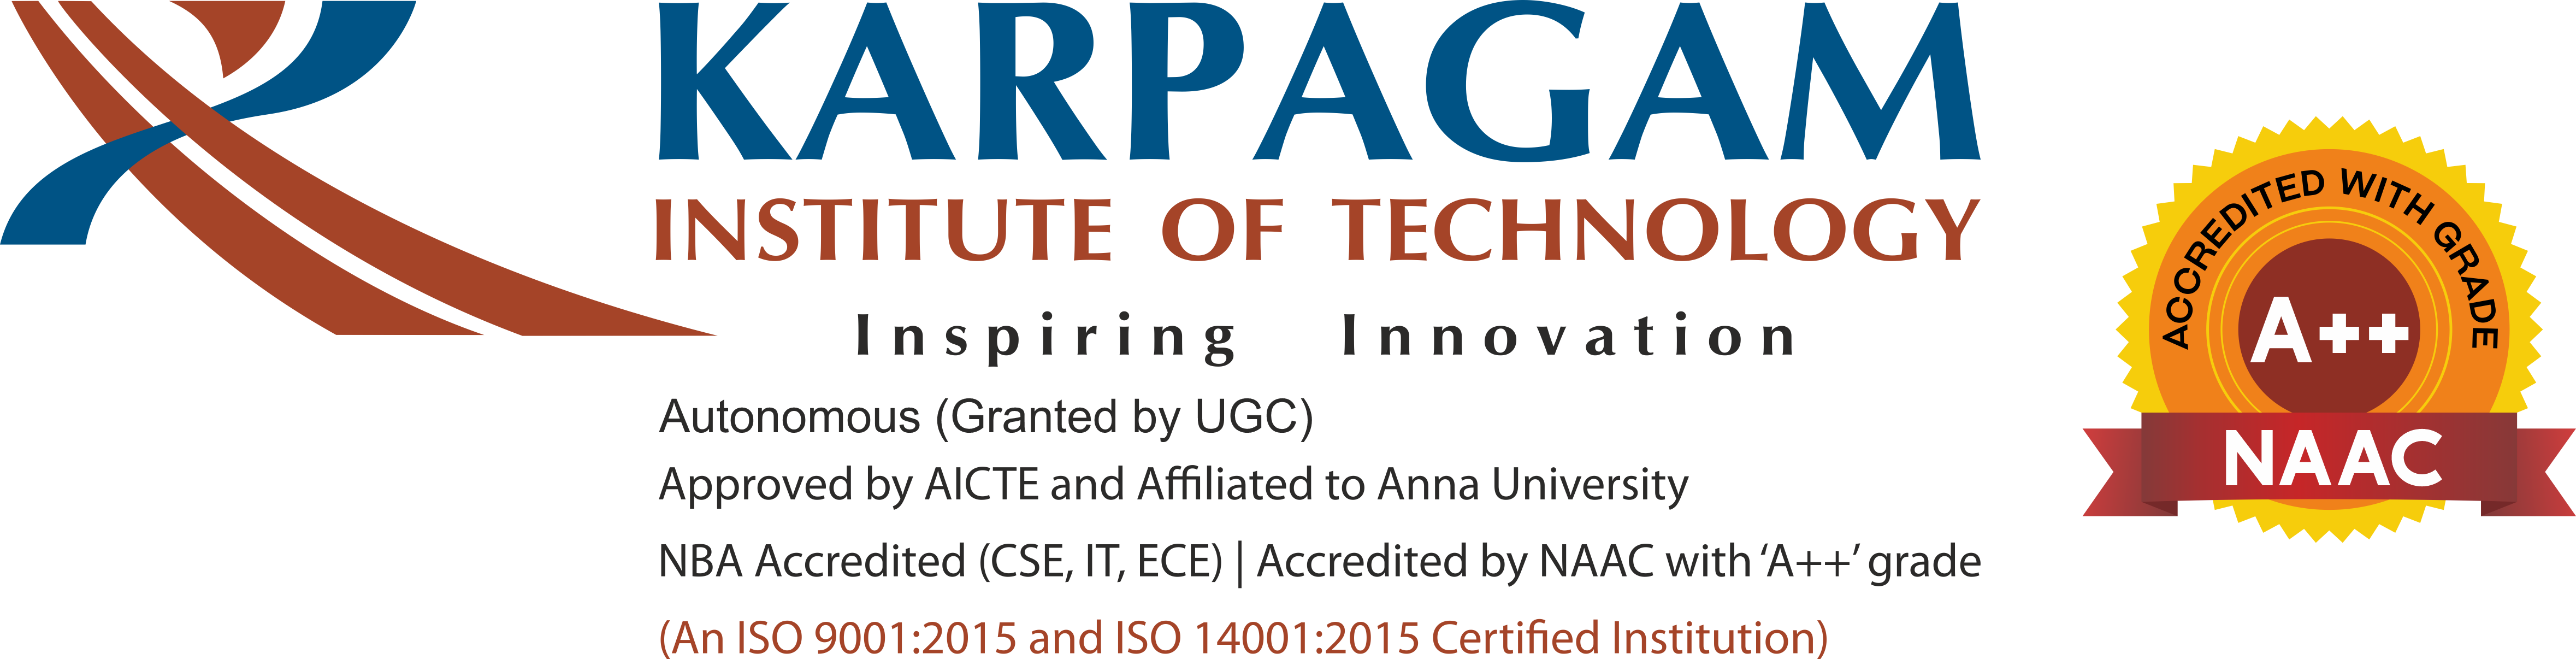 KARPAGAM
INSTITUTE OF TECHNOLOGY
Inspiring Innovation
Autonomous (Granted by UGC)
Approved by AICTE and Affiliated to Anna University
NBA Accredited (CSE, IT, ECE) | Accredited by NAAC with ‘A++’ grade
(An ISO 9001:2015 and ISO 14001:2015 Certified Institution)
ACCREDITED WITH GRADE
A++
NAAC